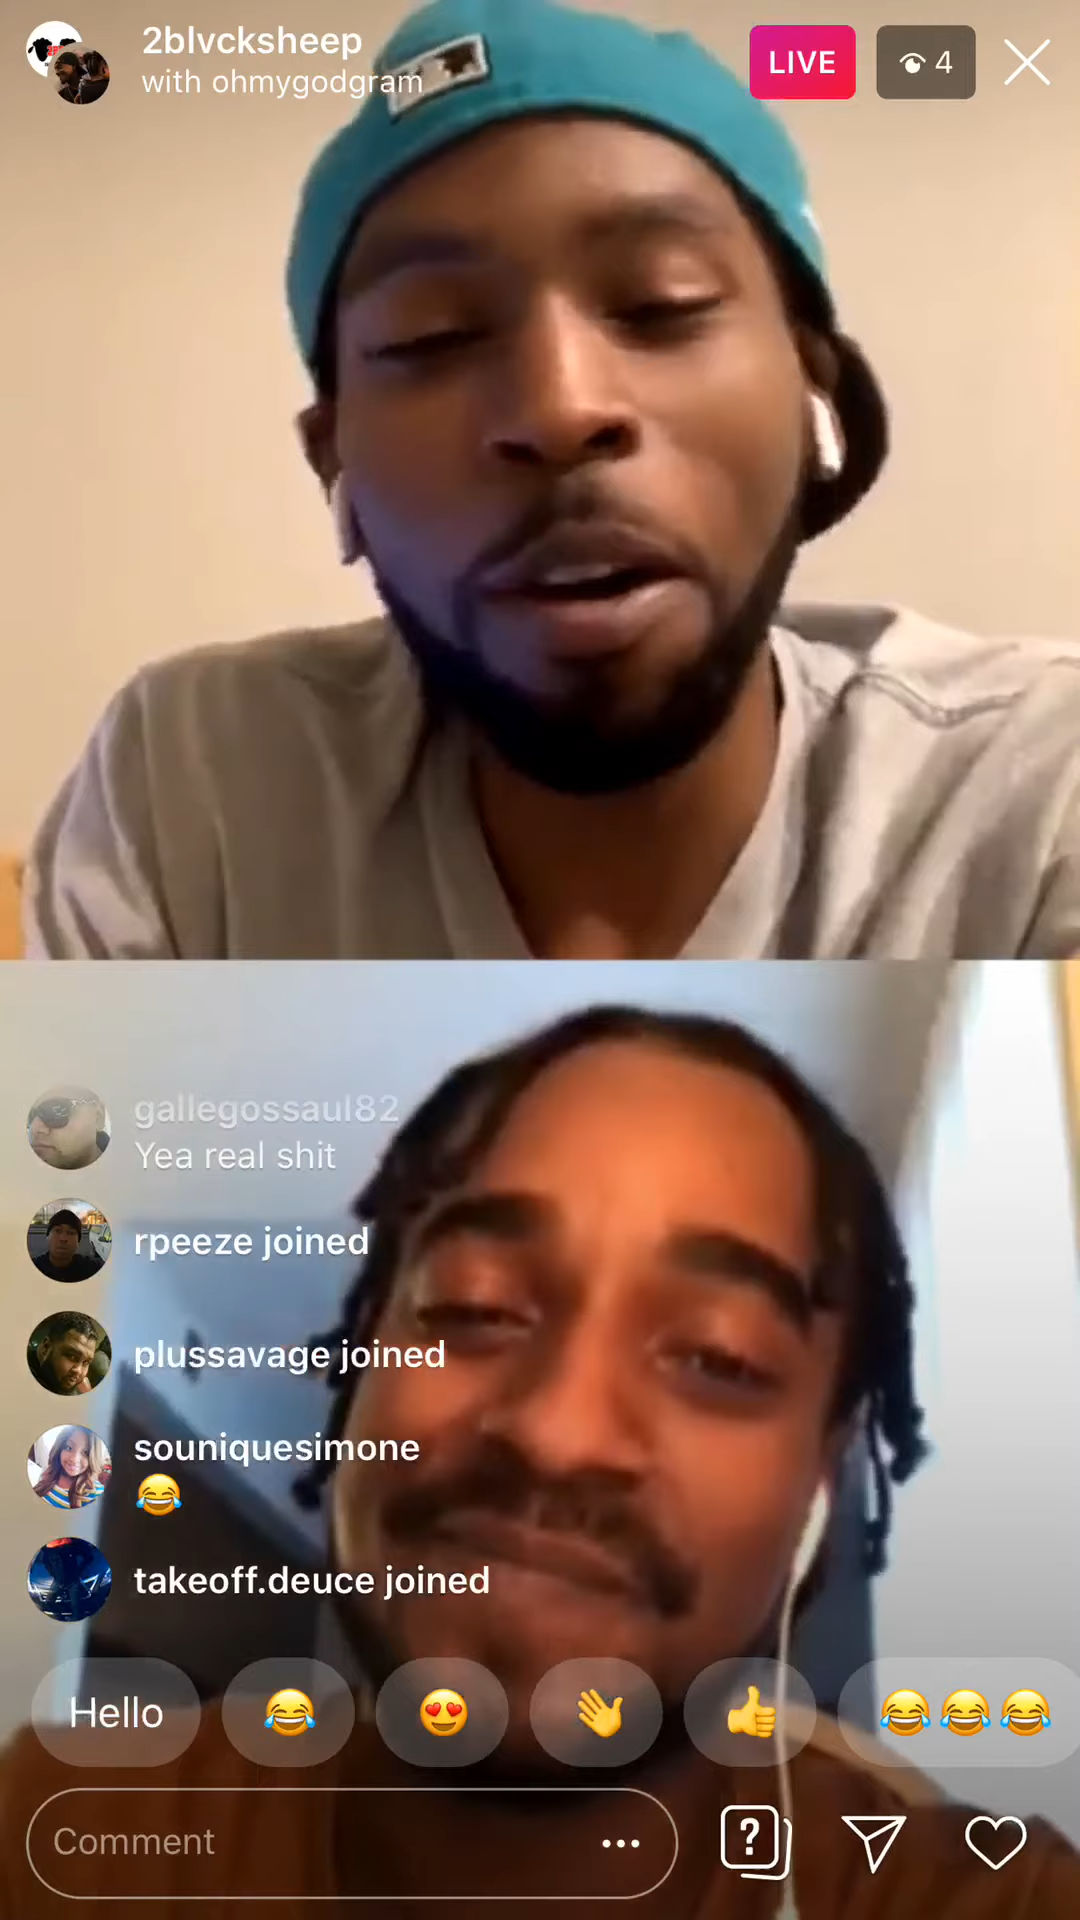 2blvcksheep
with ohmygodgram
LIVE
4
gallegossaul82
Yea real shit
rpeeze joined
plussavage joined
souniquesimone
😂
takeoff.deuce joined
Hello 😂 😍 👋 👍 😂😂😂
Comment